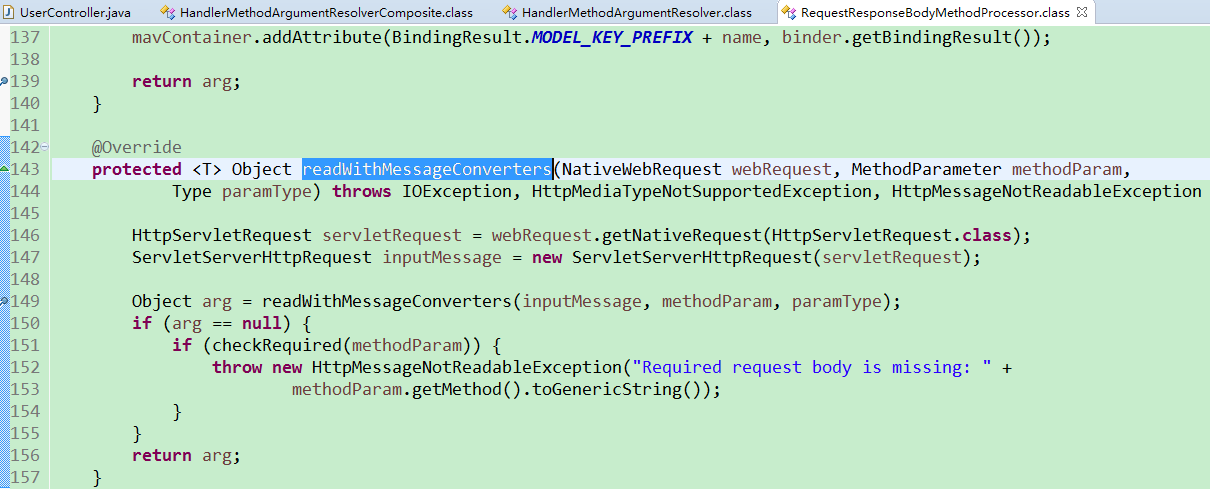 UserController.java HandlerMethodArgumentResolverComposite.class HandlerMethodArgumentResolver.class RequestResponseBodyMethodProcessor.class
137 mavContainer.addAttribute(BindingResult.MODEL_KEY_PREFIX + name, binder.getBindingResult());
138
139 return arg;
140 }
141
142 @Override
143 protected <T> Object readWithMessageConverters(NativeWebRequest webRequest, MethodParameter methodParam,
144 Type paramType) throws IOException, HttpMediaTypeNotSupportedException, HttpMessageNotReadableException
145
146 HttpServletRequest servletRequest = webRequest.getNativeRequest(HttpServletRequest.class);
147 ServletServerHttpRequest inputMessage = new ServletServerHttpRequest(servletRequest);
148
149 Object arg = readWithMessageConverters(inputMessage, methodParam, paramType);
150 if (arg == null) {
151 if (checkRequired(methodParam)) {
152 throw new HttpMessageNotReadableException("Required request body is missing: " +
153 methodParam.getMethod().toGenericString());
154 }
155 }
156 return arg;
157 }